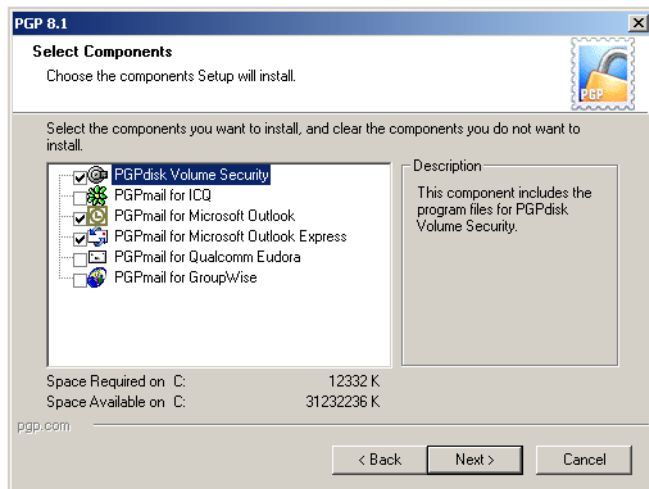 PGP 8.1
Select Components
Choose the components Setup will install.
PGP
Select the components you want to install, and clear the components you do not want to
install.
PGPdisk Volume Security
PGPmail for ICQ
PGPmail for Microsoft Outlook
PGPmail for Microsoft Outlook Express
PGPmail for Qualcomm Eudora
PGPmail for GroupWise
Description
This component includes the
program files for PGPdisk
Volume Security.
Space Required on C: 12332 K
Space Available on C: 31232236 K
pgp.com
< Back Next > Cancel